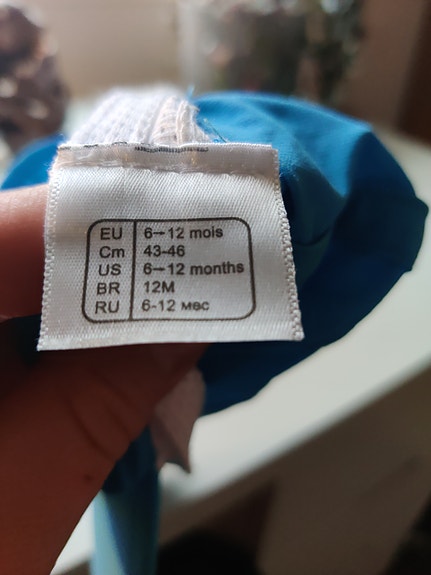 EU 6-12 mois
Cm 43-46
US 6-12 months
BR 12M
RU 6-12 мес